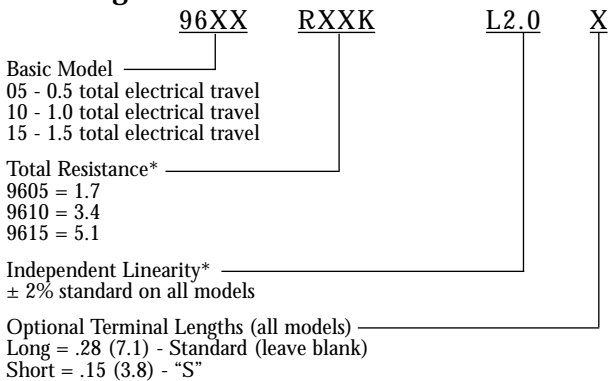 96XX RXXK L2.0 X
Basic Model
05 - 0.5 total electrical travel
10 - 1.0 total electrical travel
15 - 1.5 total electrical travel
Total Resistance*
9605 = 1.7
9610 = 3.4
9615 = 5.1
Independent Linearity*
± 2% standard on all models
Optional Terminal Lengths (all models)
Long = .28 (7.1) - Standard (leave blank)
Short = .15 (3.8) - “S”